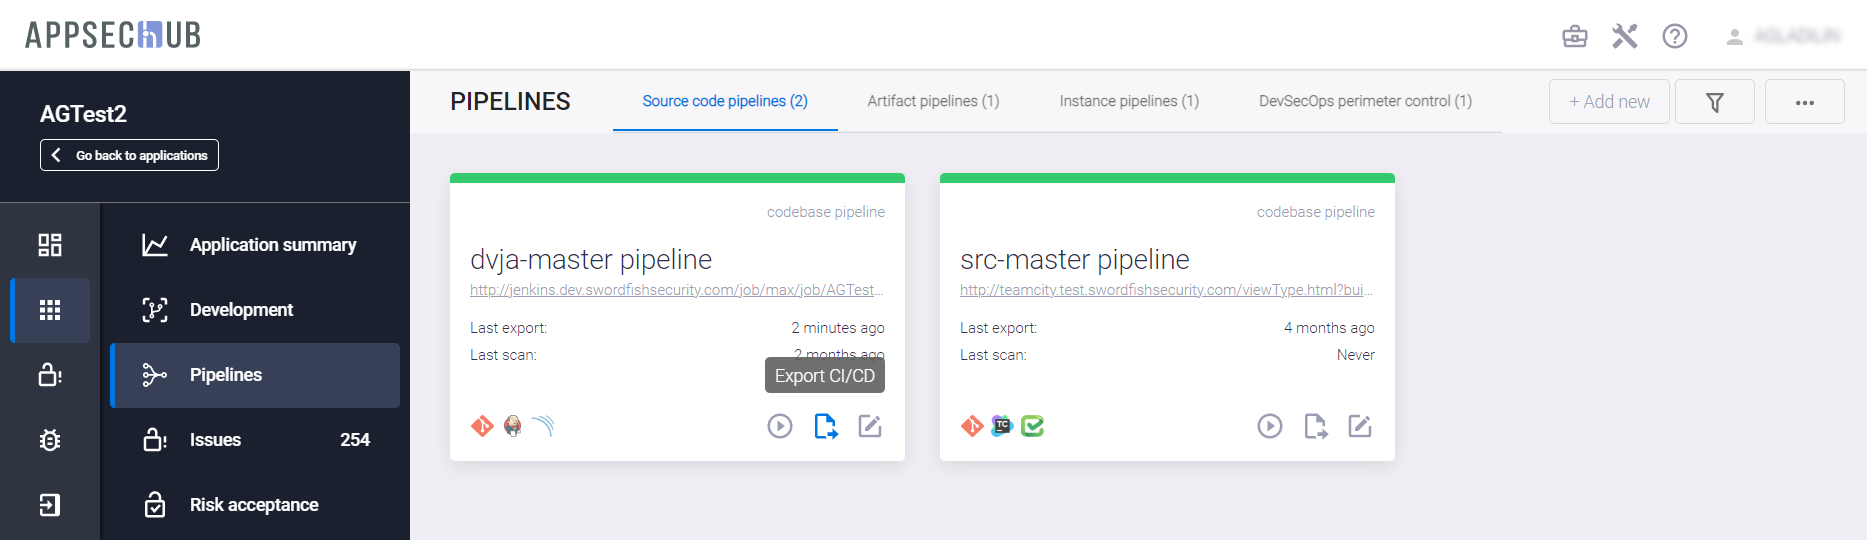 APPSECHUB
AGTest2
Go back to applications
Application summary
Development
Pipelines
Issues 254
Risk acceptance
PIPELINES
Source code pipelines (2)
Artifact pipelines (1)
Instance pipelines (1)
DevSecOps perimeter control (1)
+ Add new
codebase pipeline
dvja-master pipeline
http://jenkins.dev.swordfishsecurity.com/job/max/job/AGTest...
Last export: 2 minutes ago
Last scan: 2 months ago
Export CI/CD
codebase pipeline
src-master pipeline
http://teamcity.test.swordfishsecurity.com/viewType.html?bui...
Last export: 4 months ago
Last scan: Never
TC